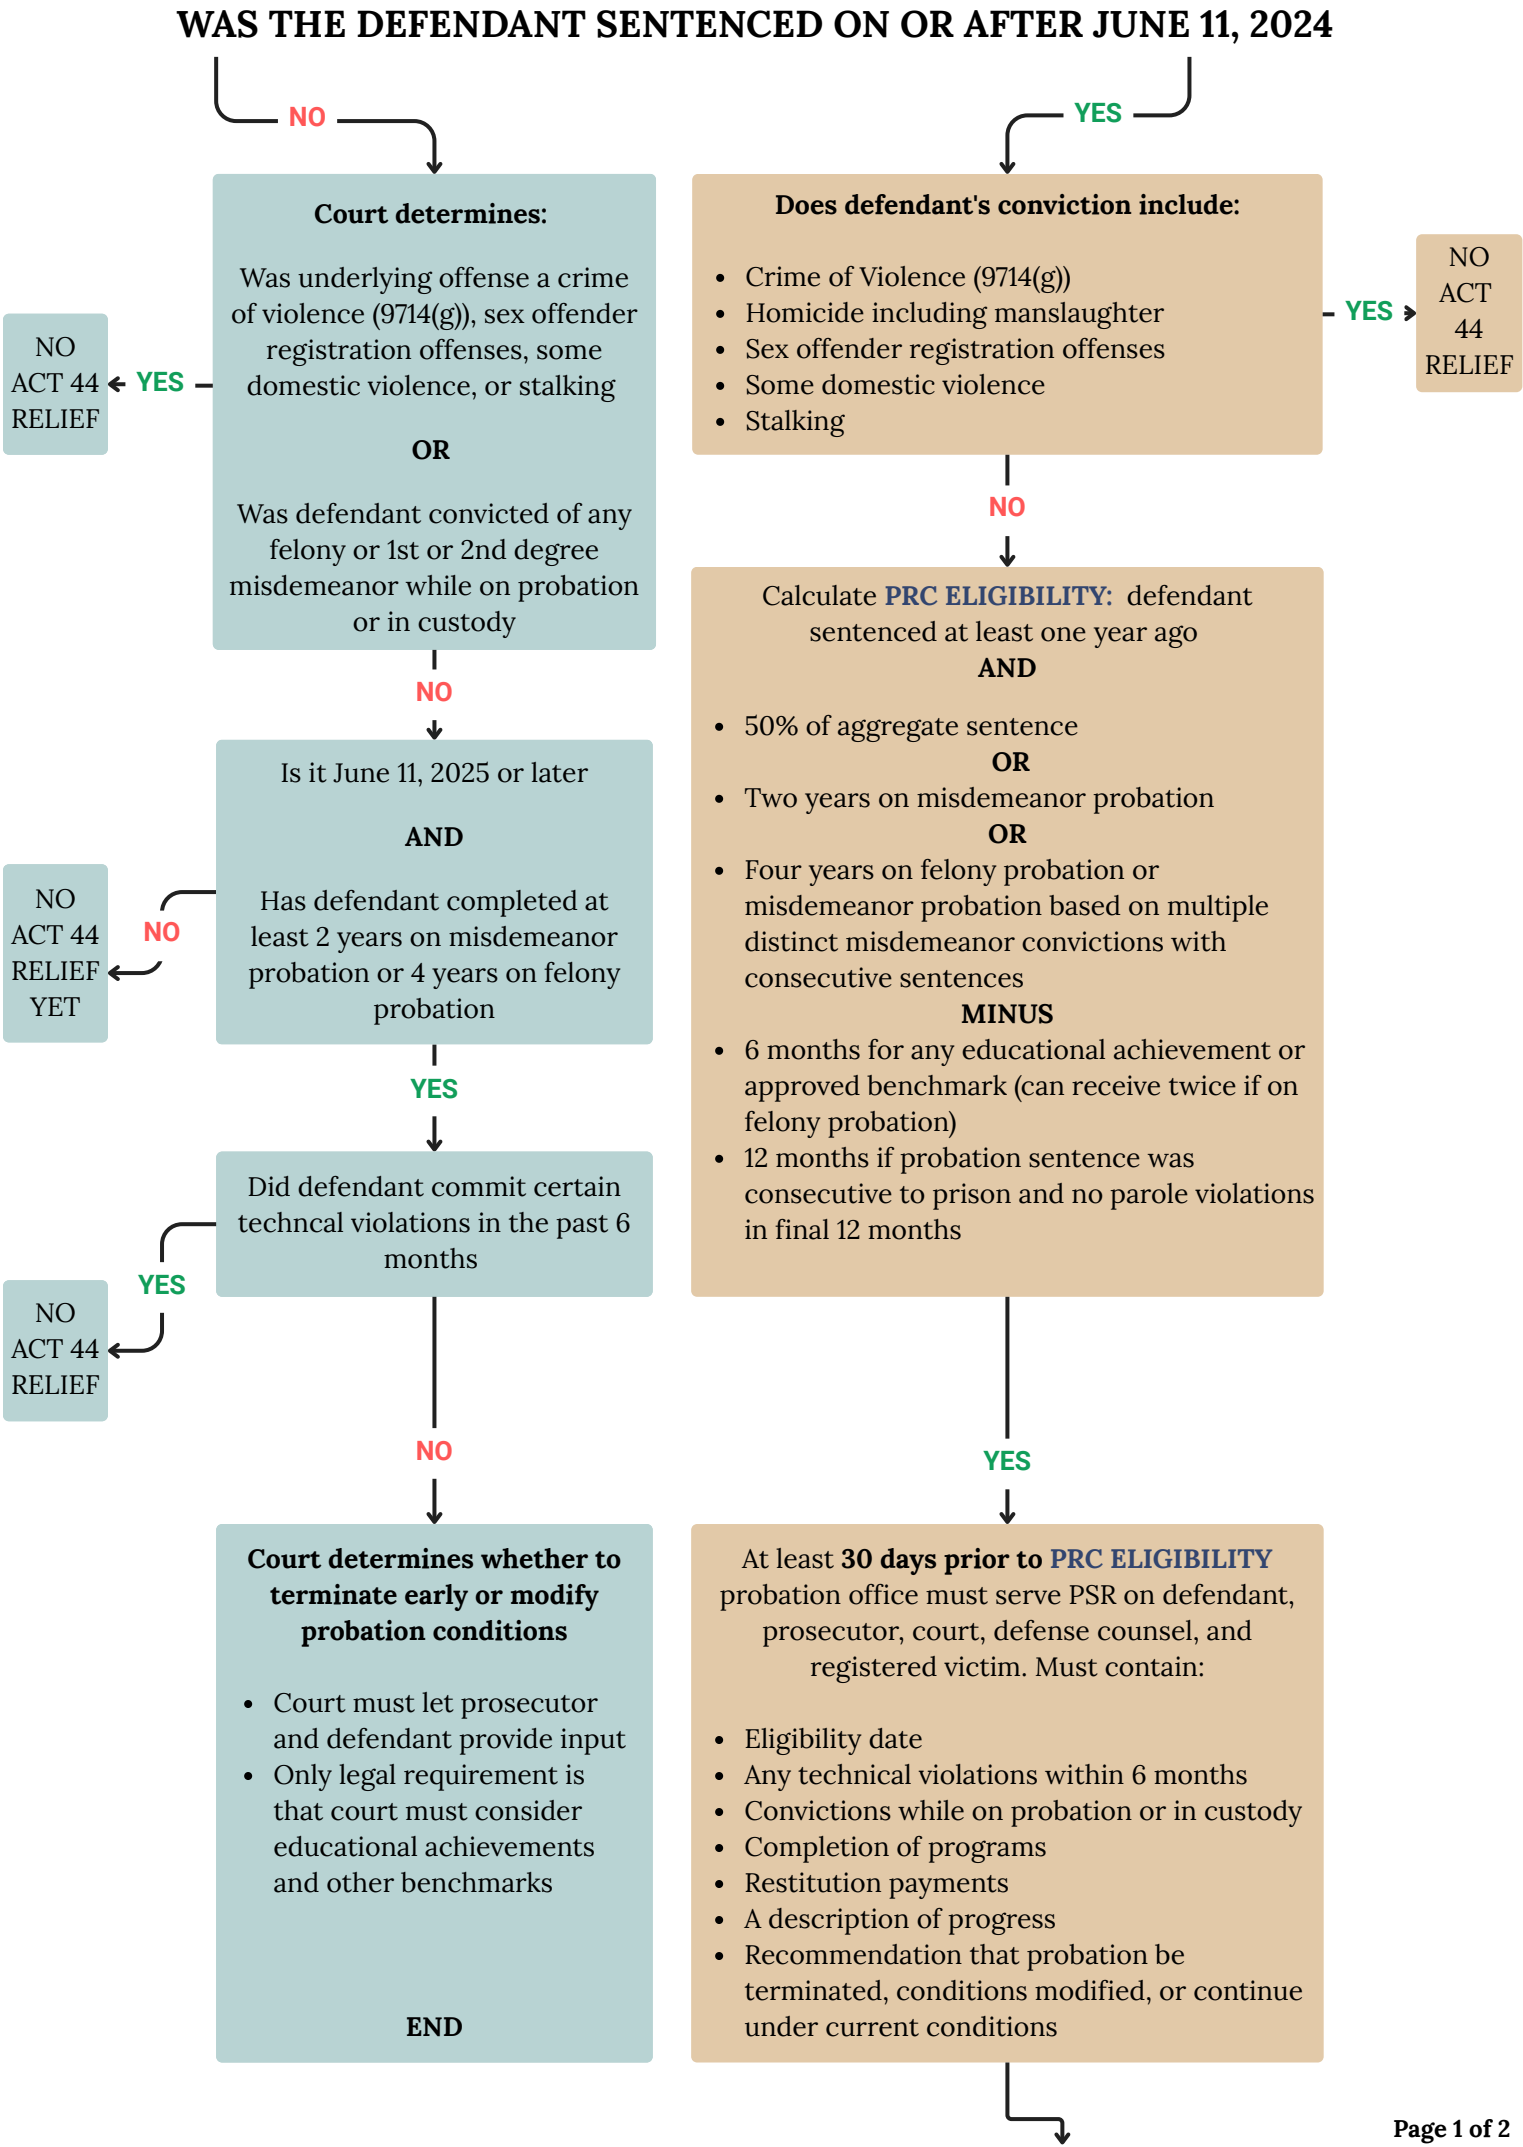 WAS THE DEFENDANT SENTENCED ON OR AFTER JUNE 11, 2024
NO
Court determines:
Was underlying offense a crime
of violence (9714(g)), sex offender
registration offenses, some
domestic violence, or stalking
OR
Was defendant convicted of any
felony or 1st or 2nd degree
misdemeanor while on probation
or in custody
YES
NO
ACT 44
RELIEF
NO
Is it June 11, 2025 or later
AND
Has defendant completed at
least 2 years on misdemeanor
probation or 4 years on felony
probation
NO
NO
ACT 44
RELIEF
YET
YES
Did defendant commit certain
techncal violations in the past 6
months
YES
NO
ACT 44
RELIEF
NO
Court determines whether to
terminate early or modify
probation conditions
• Court must let prosecutor
and defendant provide input
• Only legal requirement is
that court must consider
educational achievements
and other benchmarks
END
YES
Does defendant's conviction include:
• Crime of Violence (9714(g))
• Homicide including manslaughter
• Sex offender registration offenses
• Some domestic violence
• Stalking
YES
NO
ACT
44
RELIEF
NO
Calculate PRC ELIGIBILITY: defendant
sentenced at least one year ago
AND
• 50% of aggregate sentence
OR
• Two years on misdemeanor probation
OR
• Four years on felony probation or
misdemeanor probation based on multiple
distinct misdemeanor convictions with
consecutive sentences
MINUS
• 6 months for any educational achievement or
approved benchmark (can receive twice if on
felony probation)
• 12 months if probation sentence was
consecutive to prison and no parole violations
in final 12 months
YES
At least 30 days prior to PRC ELIGIBILITY
probation office must serve PSR on defendant,
prosecutor, court, defense counsel, and
registered victim. Must contain:
• Eligibility date
• Any technical violations within 6 months
• Convictions while on probation or in custody
• Completion of programs
• Restitution payments
• A description of progress
• Recommendation that probation be
terminated, conditions modified, or continue
under current conditions
Page 1 of 2